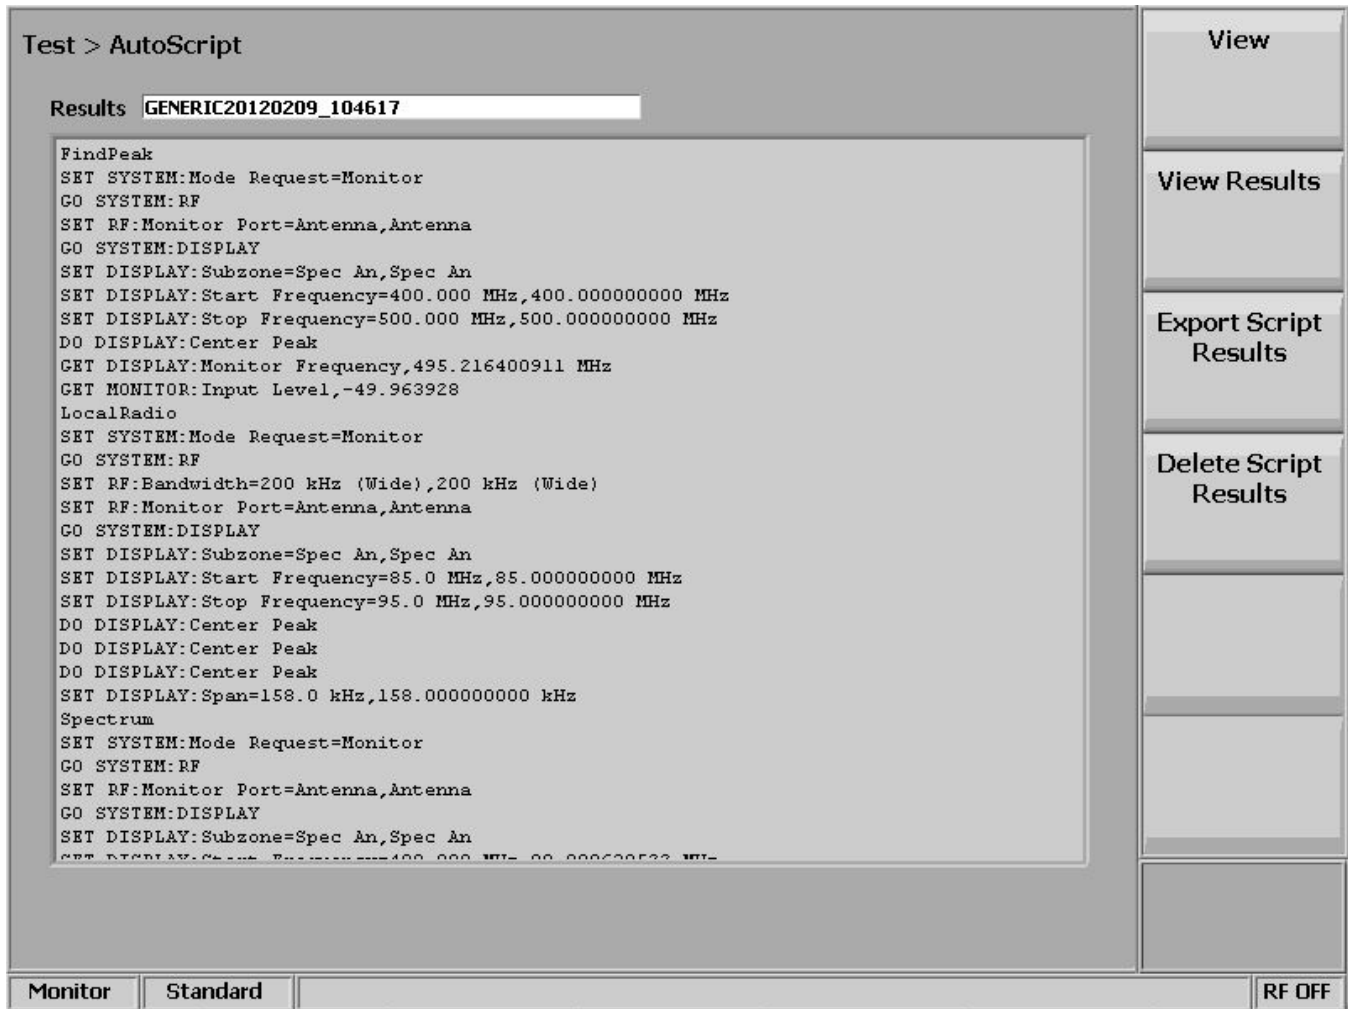 Test > AutoScript
Results GENERIC20120209_104617
FindPeak
SET SYSTEM:Mode Request=Monitor
GO SYSTEM:RF
SET RF:Monitor Port=Antenna,Antenna
GO SYSTEM:DISPLAY
SET DISPLAY:Subzone=Spec An,Spec An
SET DISPLAY:Start Frequency=400.000 MHz,400.000000000 MHz
SET DISPLAY:Stop Frequency=500.000 MHz,500.000000000 MHz
DO DISPLAY:Center Peak
GET DISPLAY:Monitor Frequency,495.216400911 MHz
GET MONITOR:Input Level,-49.963928
LocalRadio
SET SYSTEM:Mode Request=Monitor
GO SYSTEM:RF
SET RF:Bandwidth=200 kHz (Wide),200 kHz (Wide)
SET RF:Monitor Port=Antenna,Antenna
GO SYSTEM:DISPLAY
SET DISPLAY:Subzone=Spec An,Spec An
SET DISPLAY:Start Frequency=85.0 MHz,85.000000000 MHz
SET DISPLAY:Stop Frequency=95.0 MHz,95.000000000 MHz
DO DISPLAY:Center Peak
DO DISPLAY:Center Peak
DO DISPLAY:Center Peak
SET DISPLAY:Span=158.0 kHz,158.000000000 kHz
Spectrum
SET SYSTEM:Mode Request=Monitor
GO SYSTEM:RF
SET RF:Monitor Port=Antenna,Antenna
GO SYSTEM:DISPLAY
SET DISPLAY:Subzone=Spec An,Spec An
SET DISPLAY:Start
View
View Results
Export Script
Results
Delete Script
Results
Monitor
Standard
RF OFF